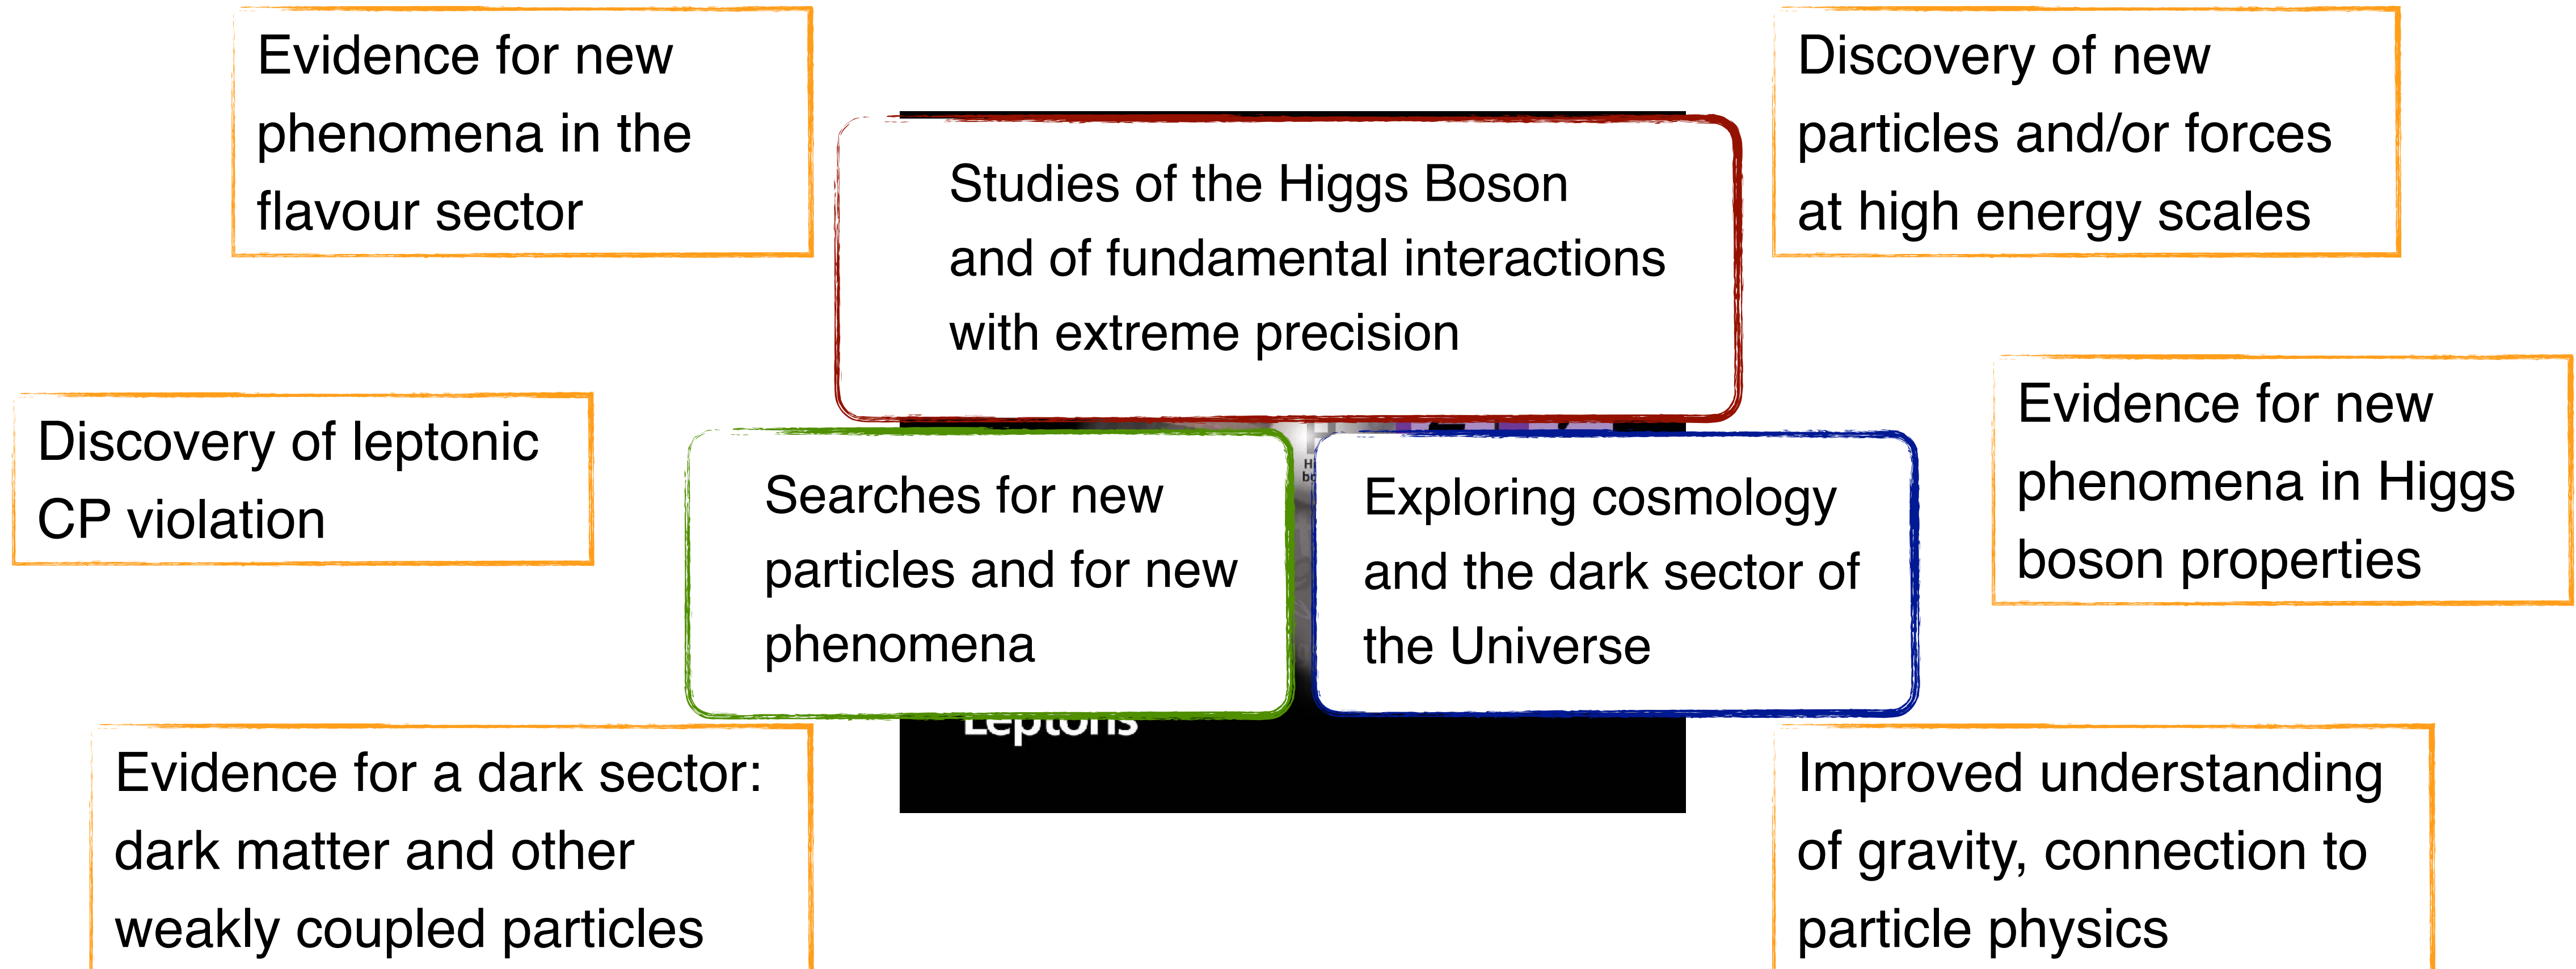 Evidence for new
phenomena in the
flavour sector
Discovery of new
particles and/or forces
at high energy scales
Studies of the Higgs Boson
and of fundamental interactions
with extreme precision
Discovery of leptonic
CP violation
Searches for new
particles and for new
phenomena
Exploring cosmology
and the dark sector of
the Universe
Evidence for new
phenomena in Higgs
boson properties
Leptons
Evidence for a dark sector:
dark matter and other
weakly coupled particles
Improved understanding
of gravity, connection to
particle physics